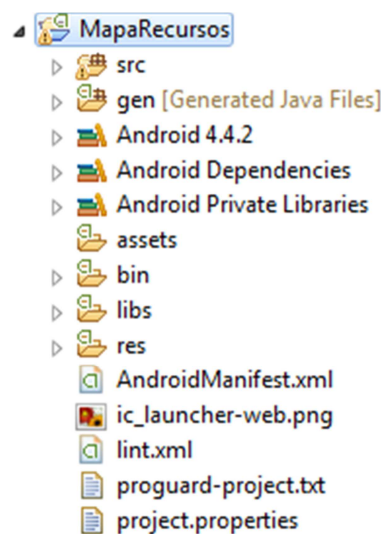 MapaRecursos
src
gen [Generated Java Files]
Android 4.4.2
Android Dependencies
Android Private Libraries
assets
bin
libs
res
AndroidManifest.xml
ic_launcher-web.png
lint.xml
proguard-project.txt
project.properties